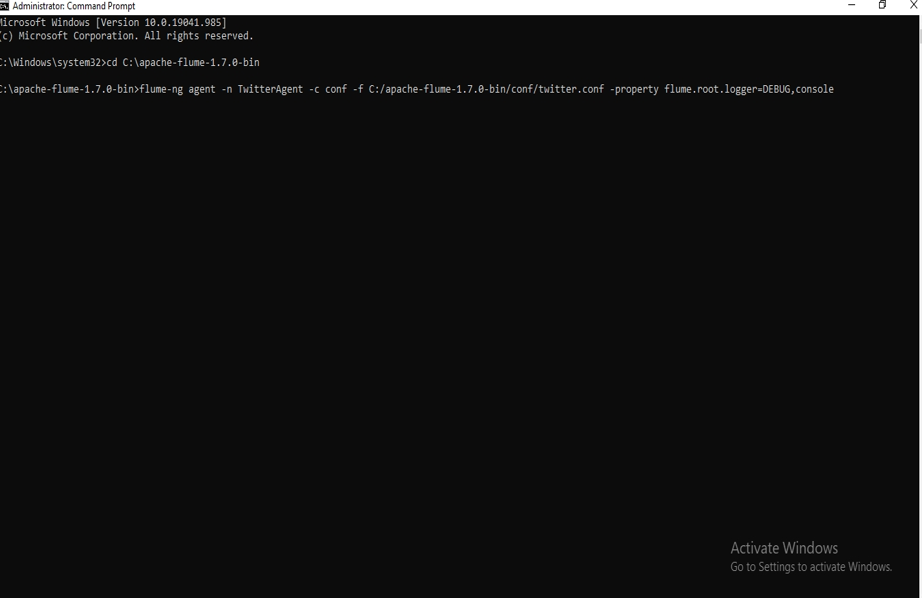 Administrator: Command Prompt
Microsoft Windows [Version 10.0.19041.985]
(c) Microsoft Corporation. All rights reserved.
C:\Windows\system32>cd C:\apache-flume-1.7.0-bin
C:\apache-flume-1.7.0-bin>flume-ng agent -n TwitterAgent -c conf -f C:/apache-flume-1.7.0-bin/conf/twitter.conf -property flume.root.logger=DEBUG,console
Activate Windows
Go to Settings to activate Windows.